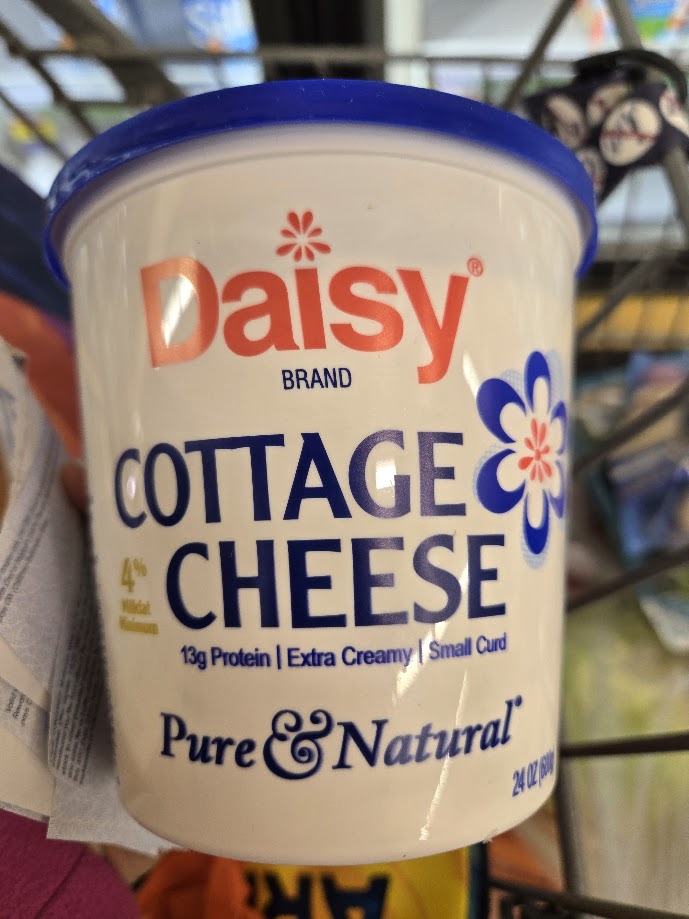 Daisy®
BRAND
COTTAGE
CHEESE
4%
Milkfat
Minimum
13g Protein | Extra Creamy | Small Curd
Pure & Natural*
24 OZ